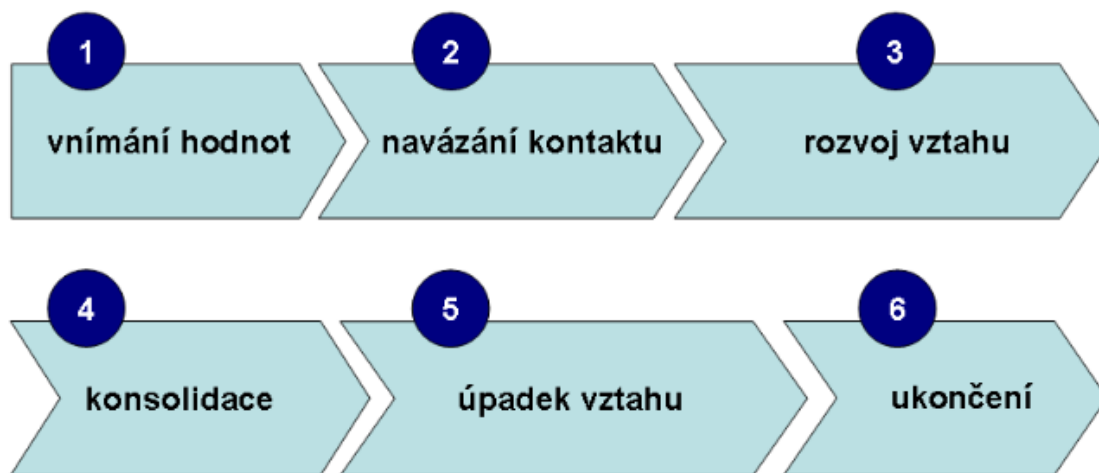 1
vnímání hodnot
2
navázání kontaktu
3
rozvoj vztahu
4
konsolidace
5
úpadek vztahu
6
ukončení